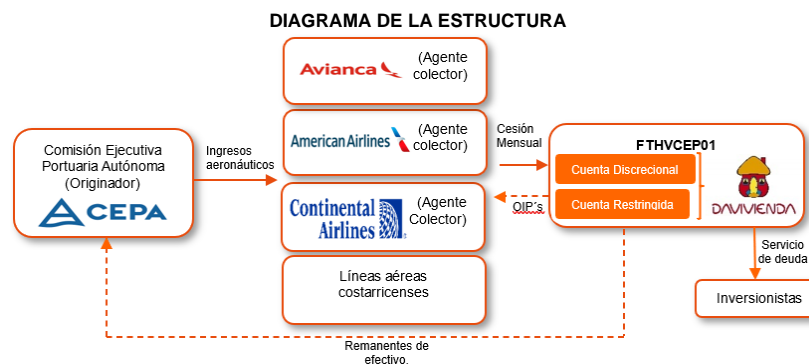 DIAGRAMA DE LA ESTRUCTURA
Comisión Ejecutiva
Portuaria Autónoma
(Originador)
CEPA
Ingresos
aeronáuticos
Avianca
(Agente
colector)
American Airlines
(Agente
colector)
Continental
Airlines
(Agente
Colector)
Líneas aéreas
costarricenses
Cesión
Mensual
OIP´s
FTHVCEP01
Cuenta Discrecional
Cuenta Restringida
DAVIVIENDA
Servicio
de deuda
Inversionistas
Remanentes de
efectivo.